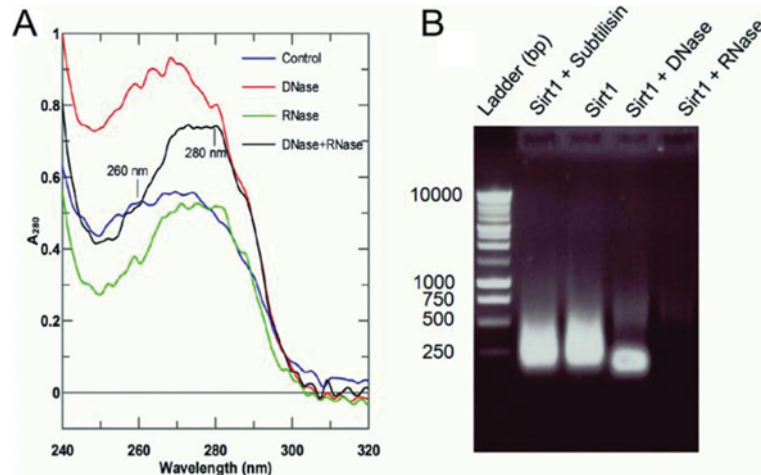 A
Control
DNase
RNase
DNase+RNase
260 nm
280 nm
1
0.8
0.6
0.4
0.2
0
A280
240
260
280
300
320
Wavelength (nm)
B
Ladder (bp)
Sirt1 + Subtilisin
Sirt1
Sirt1 + DNase
Sirt1 + RNase
10000
1000
750
500
250